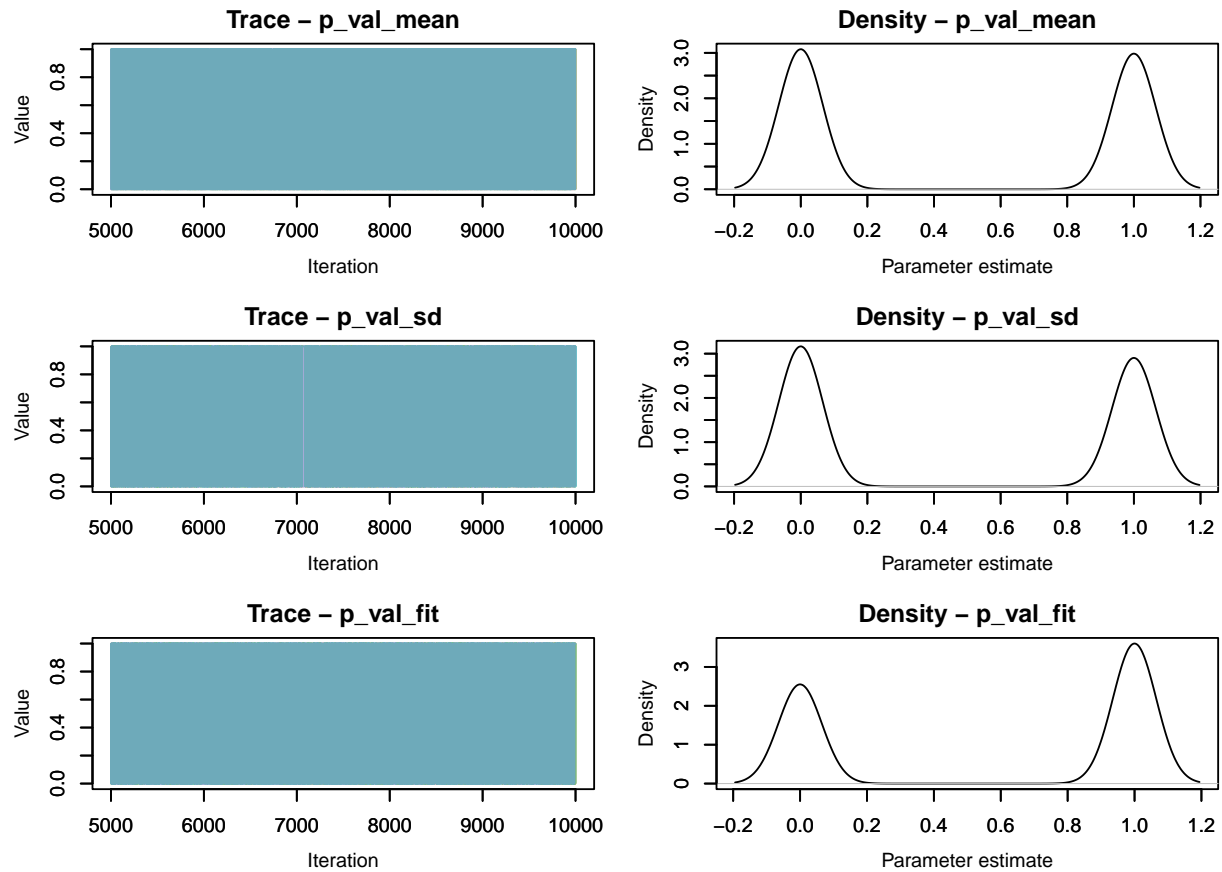 Trace – p_val_mean
Value
0.0 0.4 0.8
5000 6000 7000 8000 9000 10000
Iteration
Density – p_val_mean
Density
0.0 1.0 2.0 3.0
−0.2 0.0 0.2 0.4 0.6 0.8 1.0 1.2
Parameter estimate
Trace – p_val_sd
Value
0.0 0.4 0.8
5000 6000 7000 8000 9000 10000
Iteration
Density – p_val_sd
Density
0.0 1.0 2.0 3.0
−0.2 0.0 0.2 0.4 0.6 0.8 1.0 1.2
Parameter estimate
Trace – p_val_fit
Value
0.0 0.4 0.8
5000 6000 7000 8000 9000 10000
Iteration
Density – p_val_fit
Density
0 1 2 3
−0.2 0.0 0.2 0.4 0.6 0.8 1.0 1.2
Parameter estimate